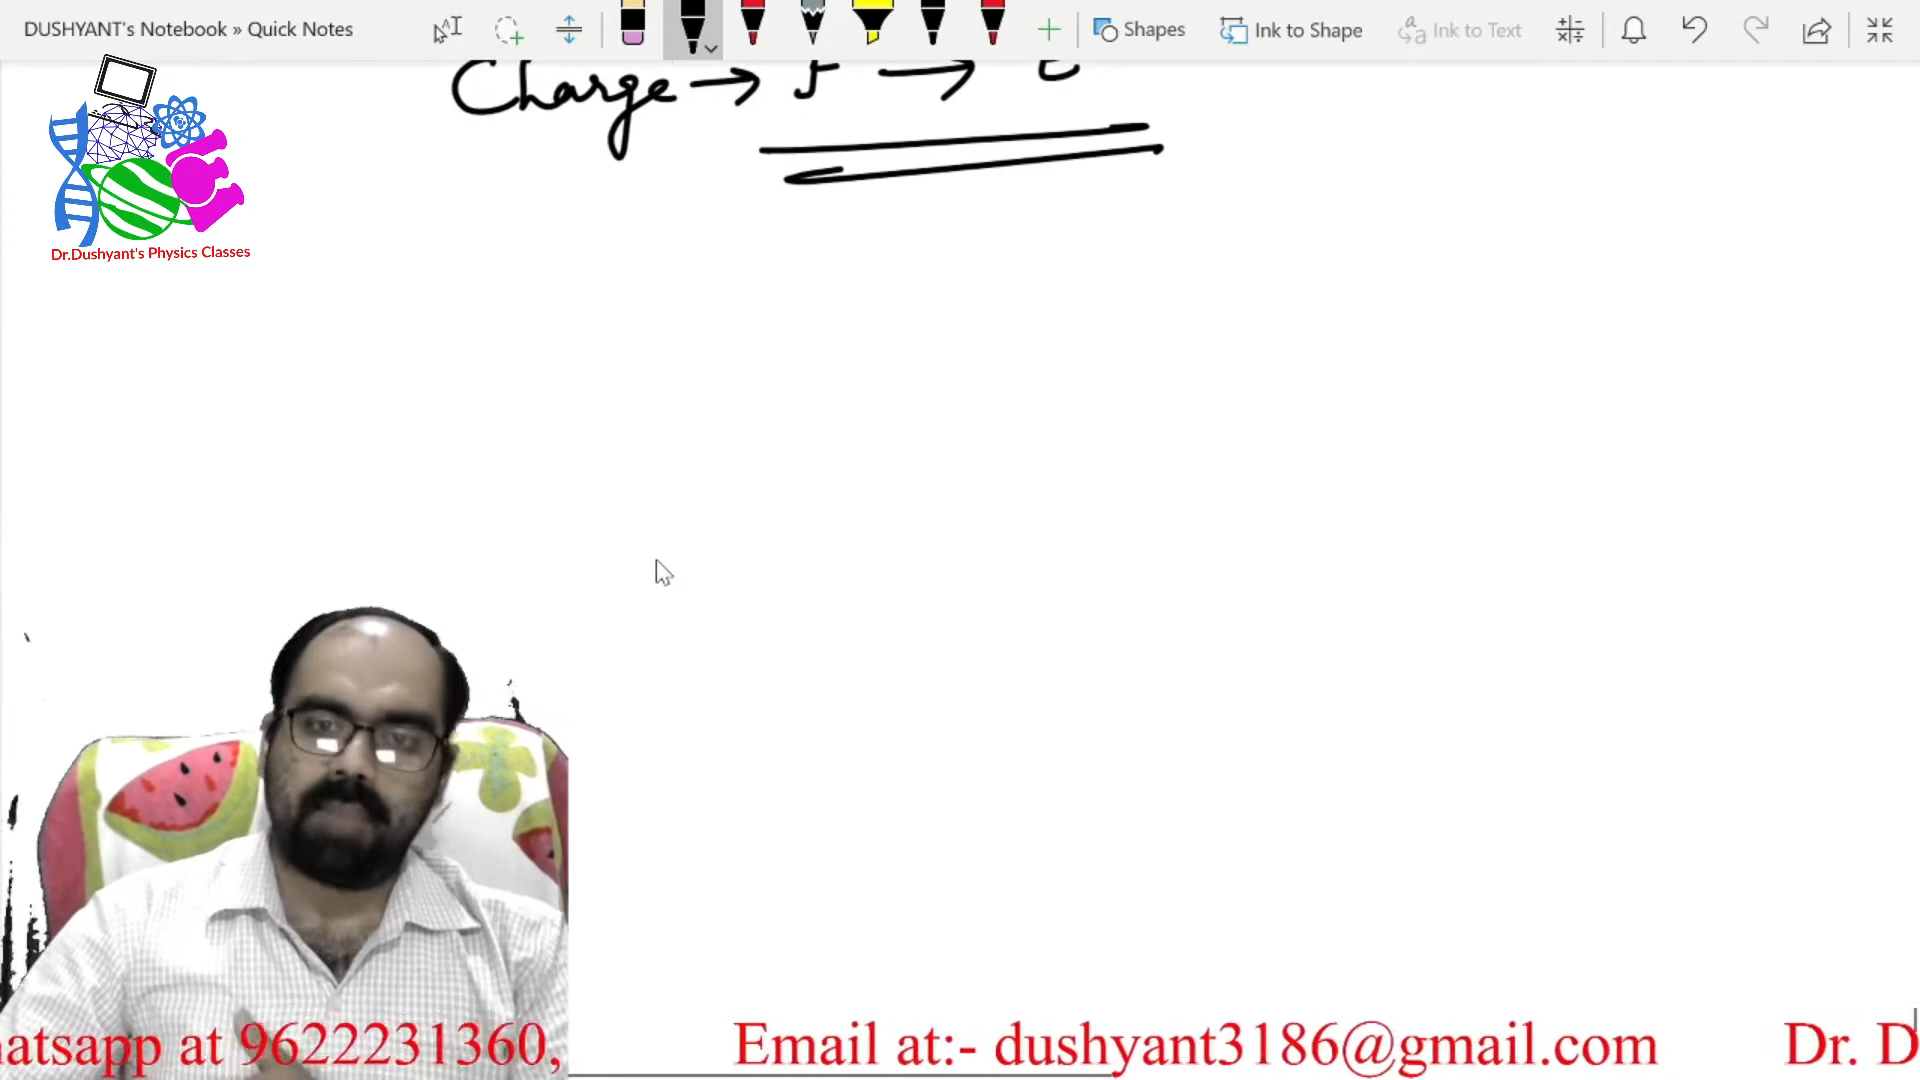 DUSHYANT's Notebook » Quick Notes
Shapes
Ink to Shape
Ink to Text
Charge → →
Dr.Dushyant's Physics Classes
atsapp at 9622231360,
Email at:- dushyant3186@gmail.com
Dr. D